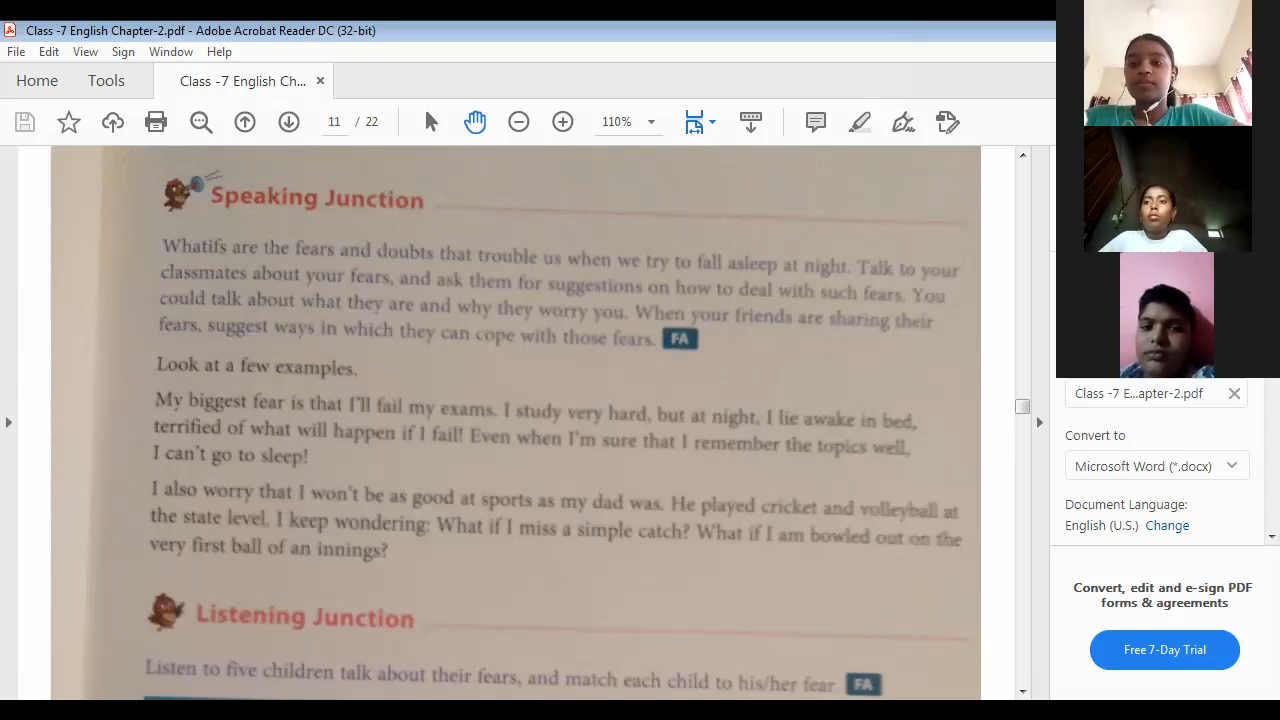 Class -7 English Chapter-2.pdf - Adobe Acrobat Reader DC (32-bit)
File Edit View Sign Window Help
Home Tools Class -7 English Ch... ×
11 / 22 110%
Speaking Junction
Whatifs are the fears and doubts that trouble us when we try to fall asleep at night. Talk to your
classmates about your fears, and ask them for suggestions on how to deal with such fears. You
could talk about what they are and why they worry you. When your friends are sharing their
fears, suggest ways in which they can cope with those fears. FA
Look at a few examples.
My biggest fear is that I'll fail my exams. I study very hard, but at night, I lie awake in bed,
terrified of what will happen if I fail! Even when I'm sure that I remember the topics well,
I can't go to sleep!
I also worry that I won't be as good at sports as my dad was. He played cricket and volleyball at
the state level. I keep wondering: What if I miss a simple catch? What if I am bowled out on the
very first ball of an innings?
Listening Junction
Listen to five children talk about their fears, and match each child to his/her fear FA
Class -7 E...apter-2.pdf
Convert to
Microsoft Word (*.docx)
Document Language:
English (U.S.) Change
Convert, edit and e-sign PDF
forms & agreements
Free 7-Day Trial